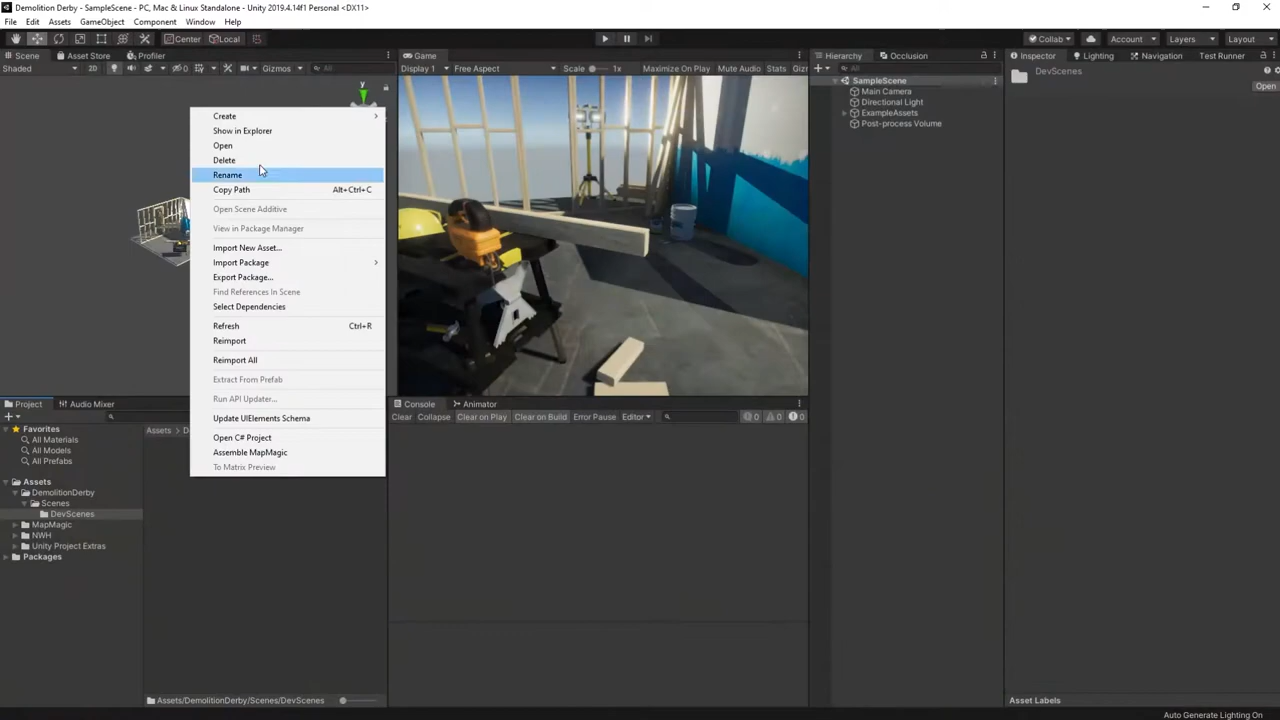 Demolition Derby - SampleScene - PC, Mac & Linux Standalone - Unity 2019.4.14f1 Personal <DX11>
File Edit Assets GameObject Component Window Help
Center Local Collab Account Layers Layout
Scene Asset Store Profiler
Shaded 2D 0 Gizmos All
y
Game
Display 1 Free Aspect Scale 1x Maximize On Play Mute Audio Stats Giz
Hierarchy Occlusion
All
SampleScene
Main Camera
Directional Light
ExampleAssets
Post-process Volume
Inspector Lighting Navigation Test Runner
DevScenes
Open
Create
Show in Explorer
Open
Delete
Rename
Copy Path Alt+Ctrl+C
Open Scene Additive
View in Package Manager
Import New Asset...
Import Package
Export Package...
Find References In Scene
Select Dependencies
Refresh Ctrl+R
Reimport
Reimport All
Extract From Prefab
Run API Updater...
Update UIElements Schema
Open C# Project
Assemble MapMagic
To Matrix Preview
Project Audio Mixer
Favorites
All Materials
All Models
All Prefabs
Assets
DemolitionDerby
Scenes
DevScenes
MapMagic
NWH
Unity Project Extras
Packages
Assets > D
Assets/DemolitionDerby/Scenes/DevScenes
Console Animator
Clear Collapse Clear on Play Clear on Build Error Pause Editor 0 0 0
Asset Labels
Auto Generate Lighting On